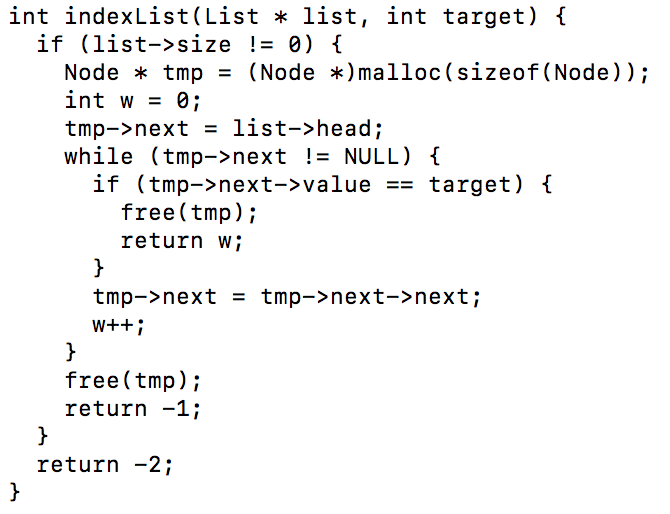 int indexList(List * list, int target) {
  if (list->size != 0) {
    Node * tmp = (Node *)malloc(sizeof(Node));
    int w = 0;
    tmp->next = list->head;
    while (tmp->next != NULL) {
      if (tmp->next->value == target) {
        free(tmp);
        return w;
      }
      tmp->next = tmp->next->next;
      w++;
    }
    free(tmp);
    return -1;
  }
  return -2;
}